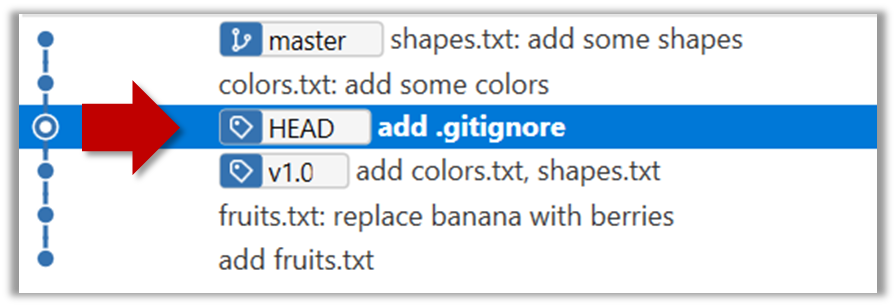 master shapes.txt: add some shapes
colors.txt: add some colors
HEAD add .gitignore
v1.0 add colors.txt, shapes.txt
fruits.txt: replace banana with berries
add fruits.txt